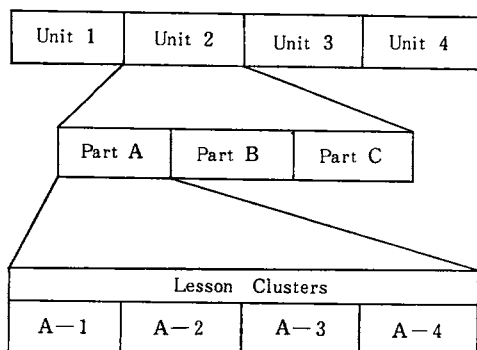 Unit 1 Unit 2 Unit 3 Unit 4
Part A Part B Part C
Lesson Clusters
A—1 A—2 A—3 A—4